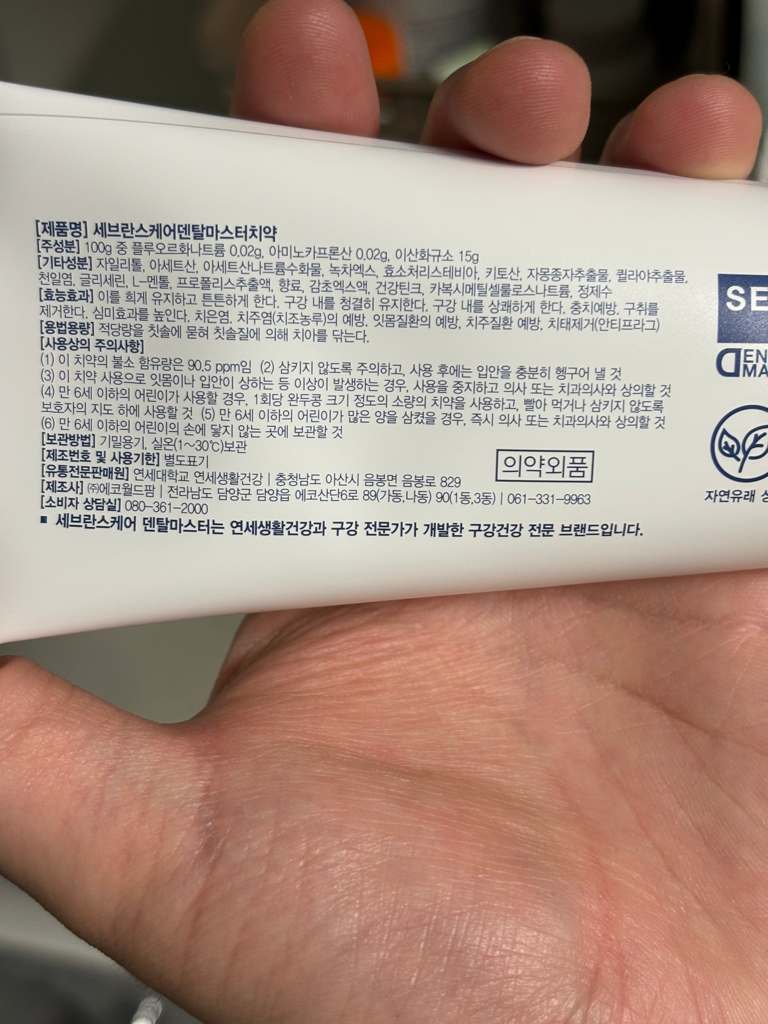 [제품명] 세브란스케어덴탈마스터치약
[주성분] 100g 중 플루오르화나트륨 0.02g, 아미노카프론산 0.02g, 이산화규소 15g
[기타성분] 자일리톨, 아세트산, 아세트산나트륨수화물, 녹차엑스, 효소처리스테비아, 키토산, 자몽종자추출물, 퀼라야추출물,
천일염, 글리세린, L-멘톨, 프로폴리스추출액, 향료, 감초엑스액, 건강틴크, 카복시메틸셀룰로스나트륨, 정제수
[효능효과] 이를 희게 유지하고 튼튼하게 한다. 구강 내를 청결히 유지한다. 구강 내를 상쾌하게 한다. 충치예방, 구취를
제거한다. 심미효과를 높인다. 치은염, 치주염(치조농루)의 예방, 잇몸질환의 예방, 치주질환 예방, 치태제거(안티프라그)
[용법용량] 적당량을 칫솔에 묻혀 칫솔질에 의해 치아를 닦는다.
[사용상의 주의사항]
(1) 이 치약의 불소 함유량은 90.5 ppm임 (2) 삼키지 않도록 주의하고, 사용 후에는 입안을 충분히 헹구어 낼 것
(3) 이 치약 사용으로 잇몸이나 입안이 상하는 등 이상이 발생하는 경우, 사용을 중지하고 의사 또는 치과의사와 상의할 것
(4) 만 6세 이하의 어린이가 사용할 경우, 1회당 완두콩 크기 정도의 소량의 치약을 사용하고, 빨아 먹거나 삼키지 않도록
보호자의 지도 하에 사용할 것 (5) 만 6세 이하의 어린이가 많은 양을 삼켰을 경우, 즉시 의사 또는 치과의사와 상의할 것
(6) 만 6세 이하의 어린이의 손에 닿지 않는 곳에 보관할 것
[보관방법] 기밀용기, 실온(1~30℃)보관
[제조번호 및 사용기한] 별도표기
[유통전문판매원] 연세대학교 연세생활건강 | 충청남도 아산시 음봉면 음봉로 829
[제조사] ㈜에코월드팜 | 전라남도 담양군 담양읍 에코산단6로 89(가동,나동) 90(1동,3동) | 061-331-9963
[소비자 상담실] 080-361-2000
■ 세브란스케어 덴탈마스터는 연세생활건강과 구강 전문가가 개발한 구강건강 전문 브랜드입니다.
의약외품
SE
DEN
MA
자연유래